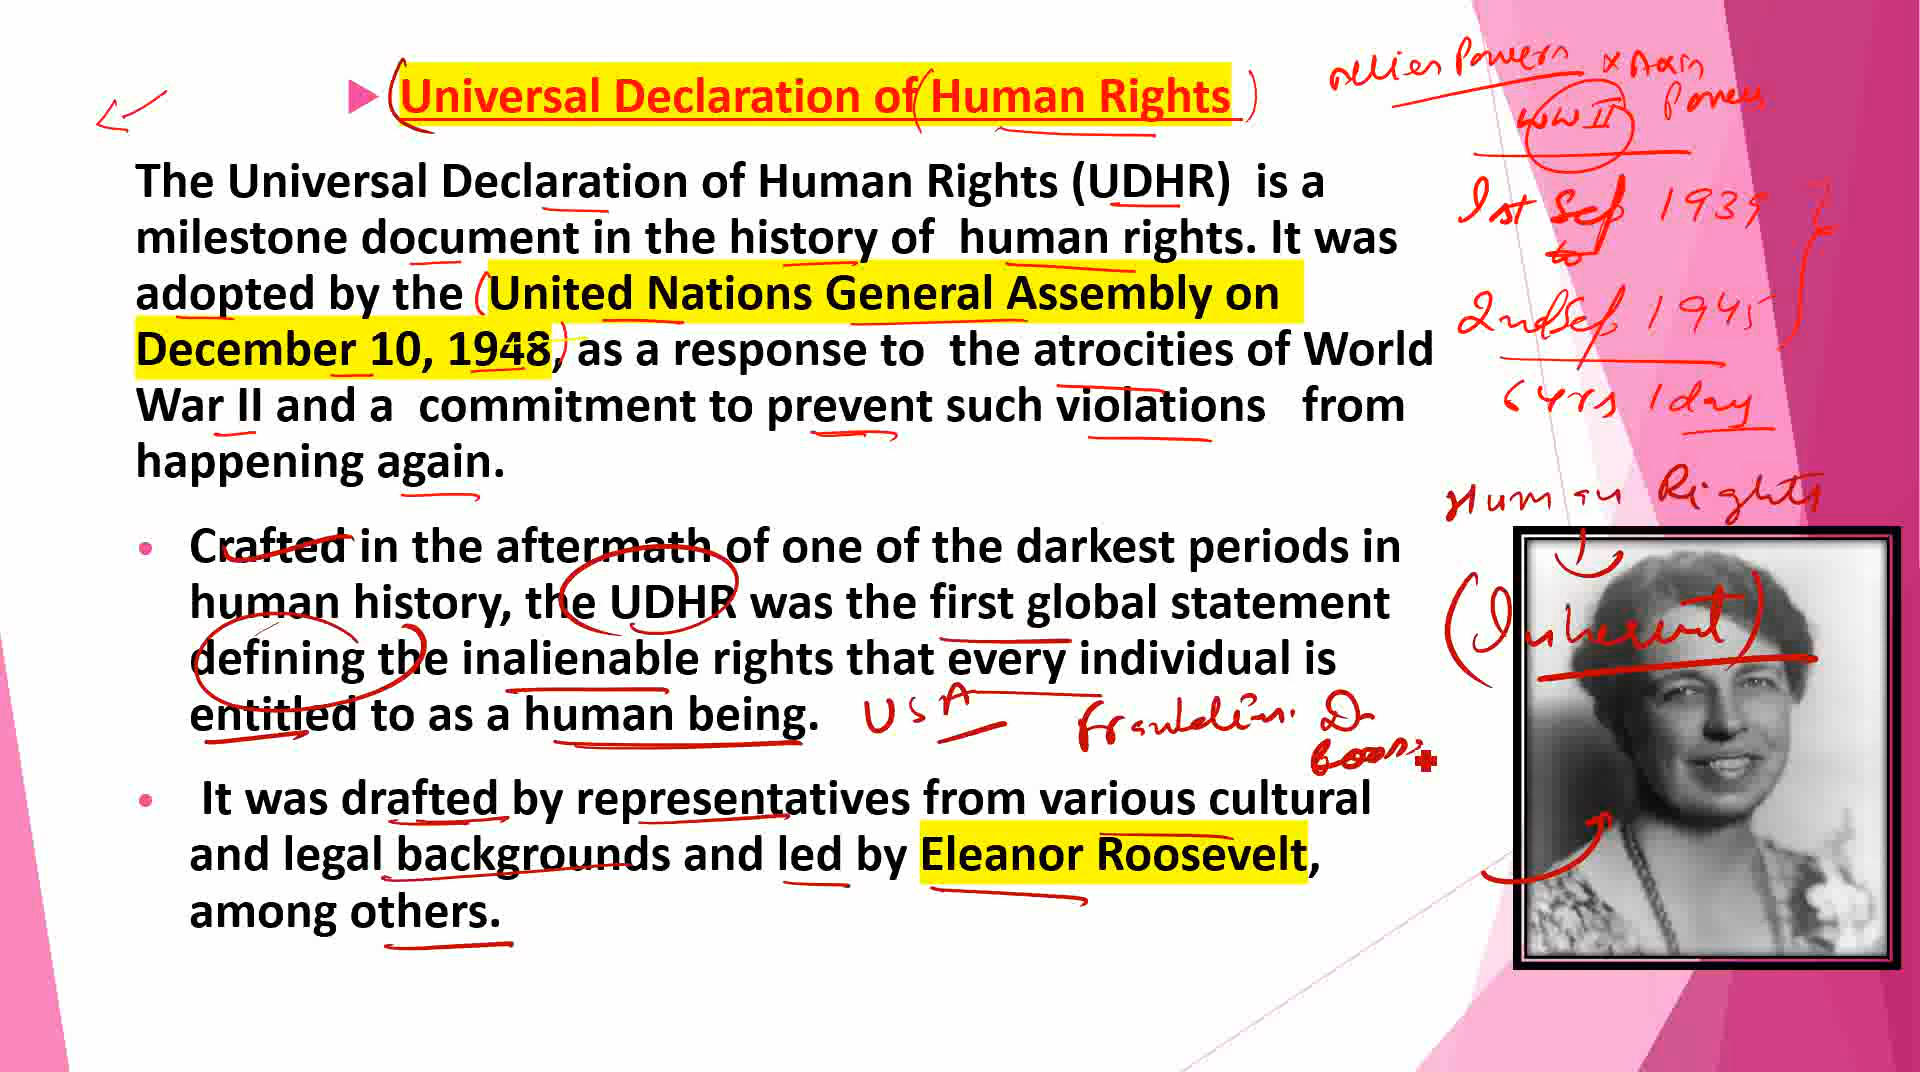 Universal Declaration of Human Rights
The Universal Declaration of Human Rights (UDHR) is a
milestone document in the history of human rights. It was
adopted by the United Nations General Assembly on
December 10, 1948, as a response to the atrocities of World
War II and a commitment to prevent such violations from
happening again.
• Crafted in the aftermath of one of the darkest periods in
human history, the UDHR was the first global statement
defining the inalienable rights that every individual is
entitled to as a human being.
• It was drafted by representatives from various cultural
and legal backgrounds and led by Eleanor Roosevelt,
among others.
Powers x
Powers
WW II
1st Sep 1939
to
2nd Sep 1945
6 yrs 1 day
Human Rights
(Inherent)
USA
Franklin. D